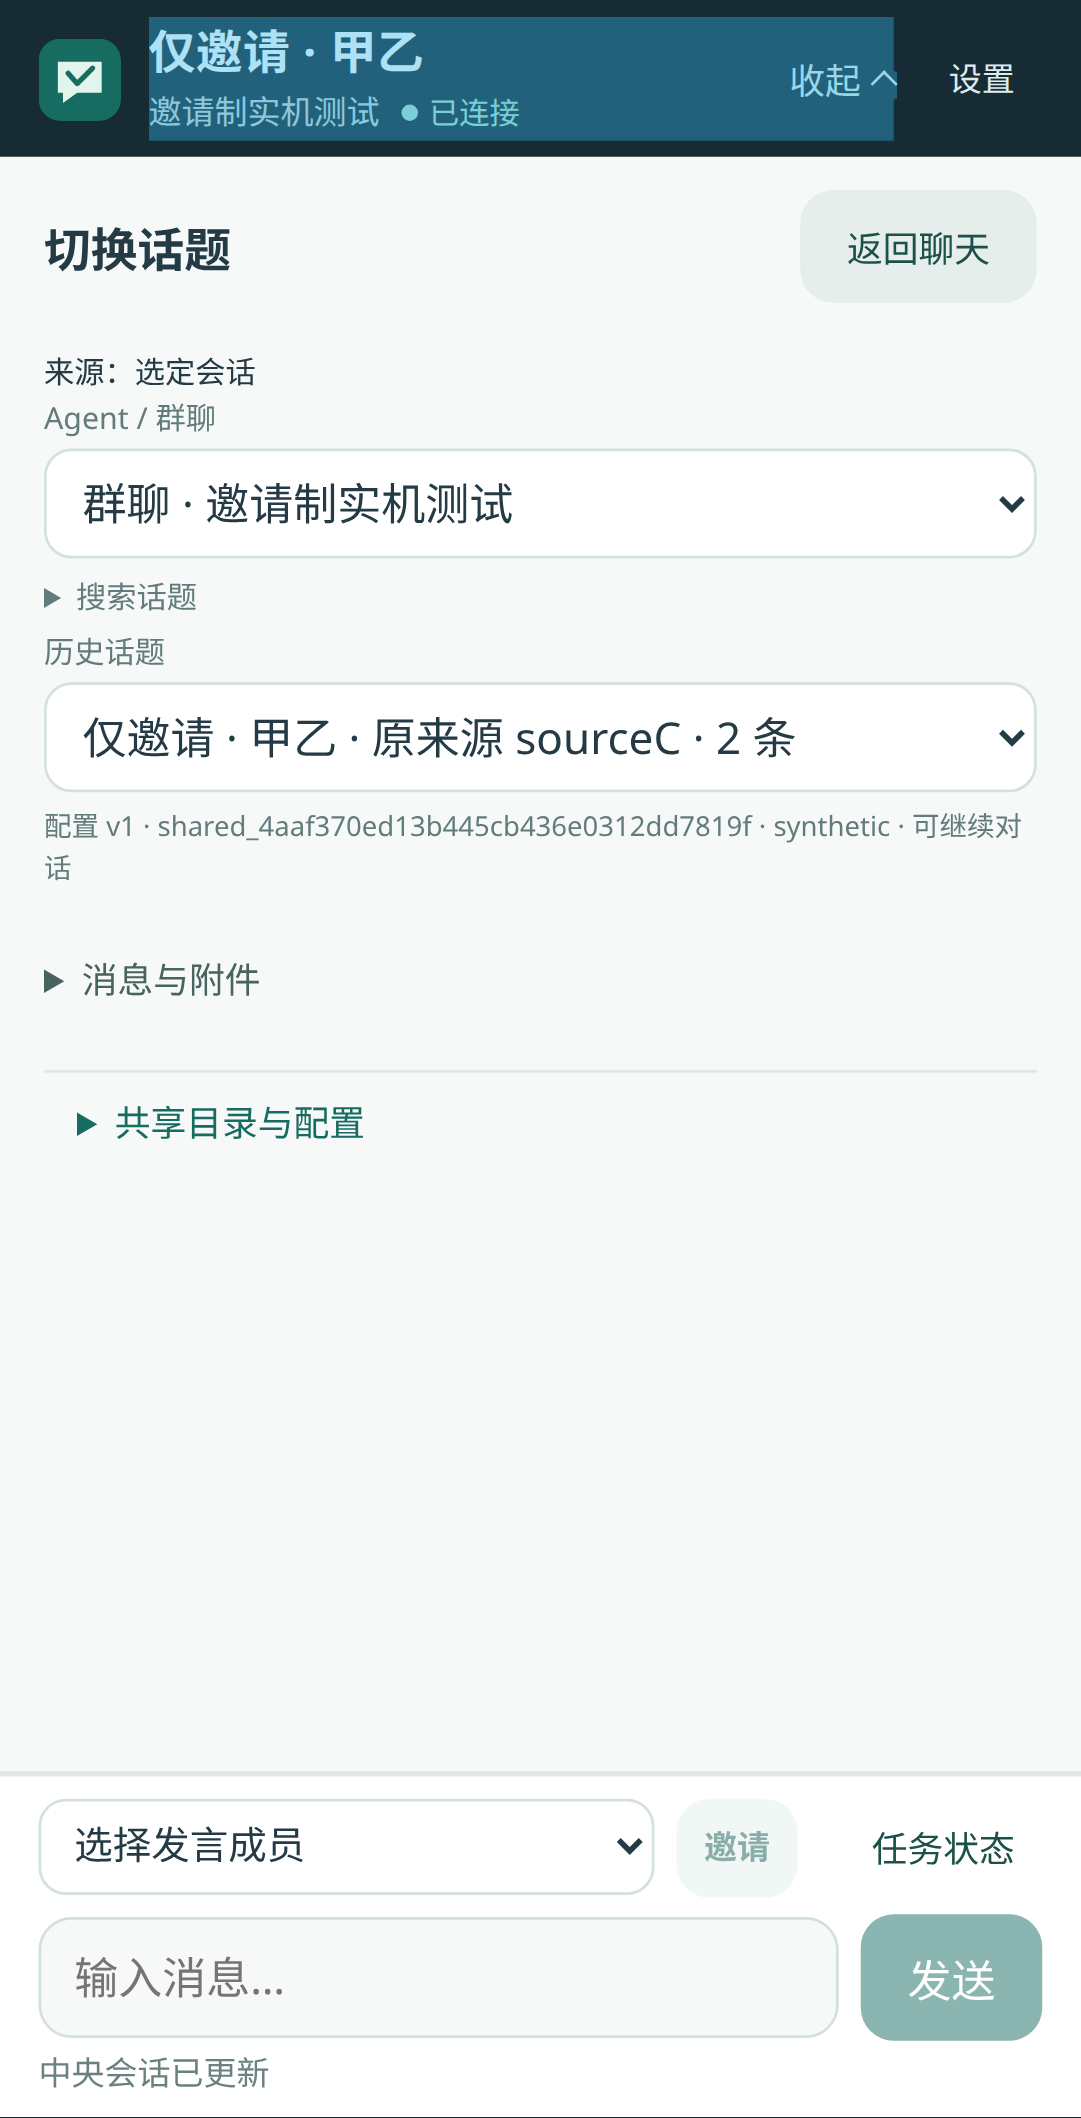 仅邀请 · 甲乙
邀请制实机测试 已连接
收起
设置
切换话题
返回聊天
来源：选定会话
Agent / 群聊
群聊 · 邀请制实机测试
搜索话题
历史话题
仅邀请 · 甲乙 · 原来源 sourceC · 2 条
配置 v1 · shared_4aaf370ed13b445cb436e0312dd7819f · synthetic · 可继续对
话
消息与附件
共享目录与配置
选择发言成员
邀请
任务状态
输入消息...
发送
中央会话已更新